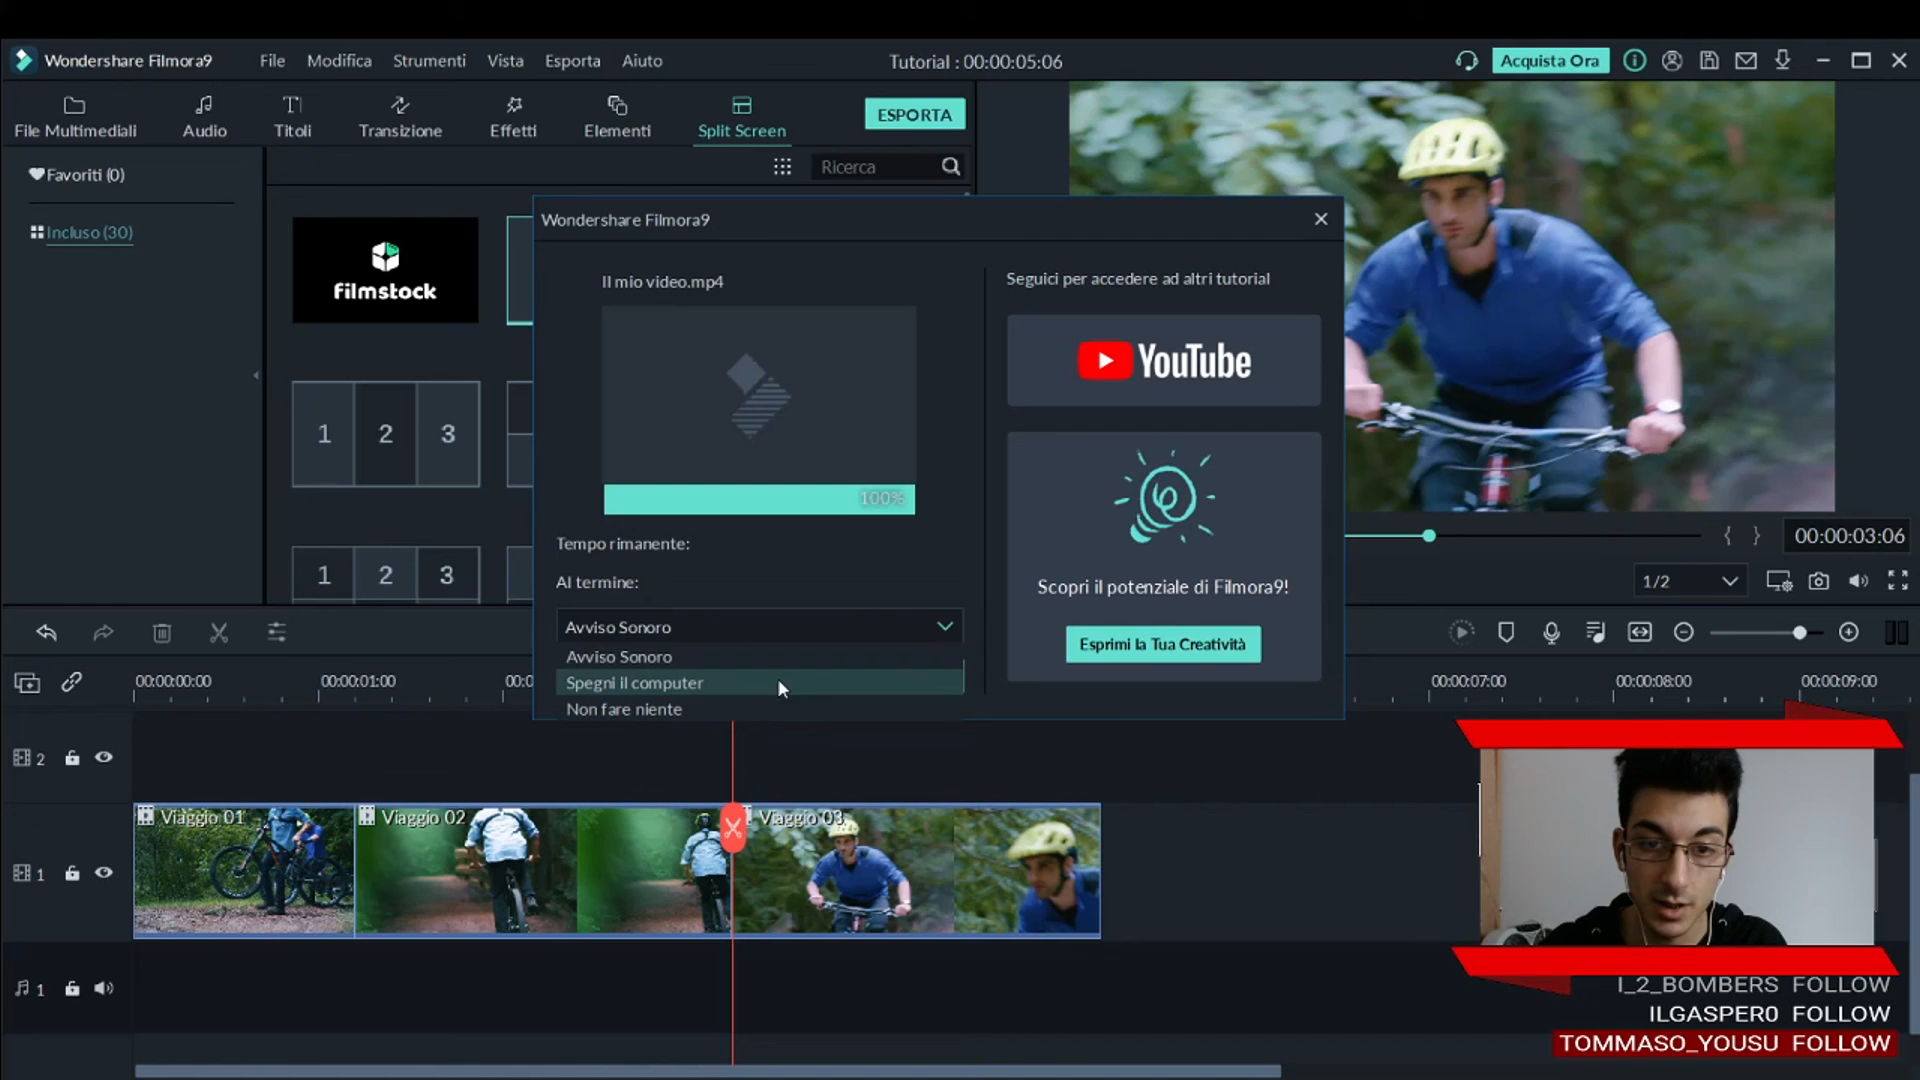 Wondershare Filmora9
File Modifica Strumenti Vista Esporta Aiuto
Tutorial : 00:00:05:06
Acquista Ora
File Multimediali
Audio
Titoli
Transizione
Effetti
Elementi
Split Screen
ESPORTA
Favoriti (0)
Incluso (30)
Ricerca
filmstock
1 2 3
1 2 3
Wondershare Filmora9
Il mio video.mp4
100%
Tempo rimanente:
Al termine:
Avviso Sonoro
Avviso Sonoro
Spegni il computer
Non fare niente
Seguici per accedere ad altri tutorial
YouTube
Scopri il potenziale di Filmora9!
Esprimi la Tua Creatività
00:00:03:06
1/2
00:00:00:00
00:00:01:00
00:0
00:00:07:00
00:00:08:00
00:00:09:00
2
1
Viaggio 01
Viaggio 02
Viaggio 03
1
I_2_BOMBERS FOLLOW
ILGASPER0 FOLLOW
TOMMASO_YOUSU FOLLOW